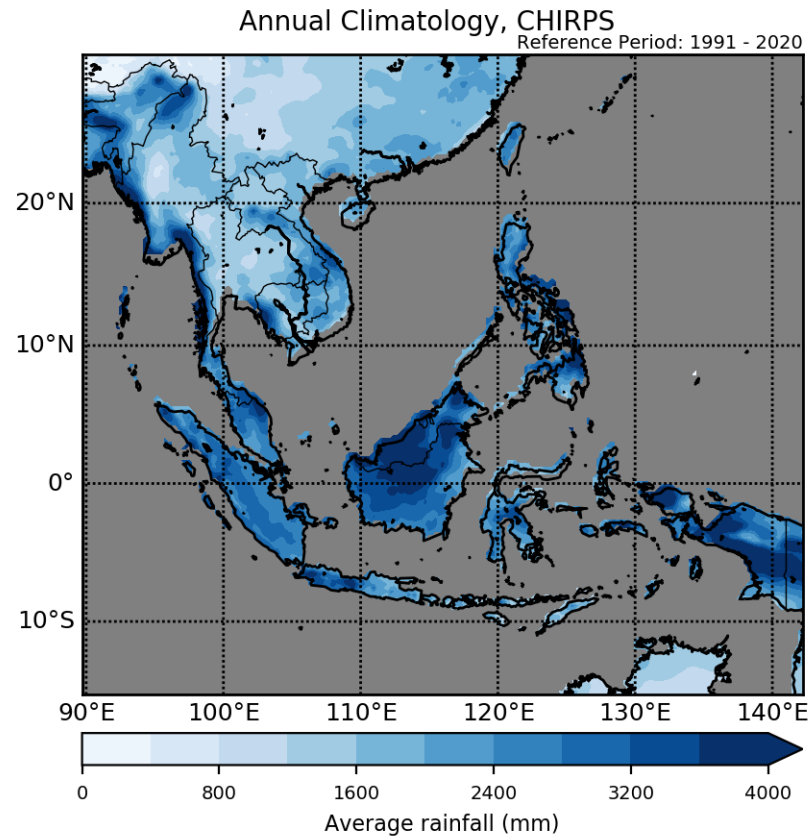 Annual Climatology, CHIRPS
Reference Period: 1991 - 2020
20°N
10°N
0°
10°S
90°E 100°E 110°E 120°E 130°E 140°E
0 800 1600 2400 3200 4000
Average rainfall (mm)